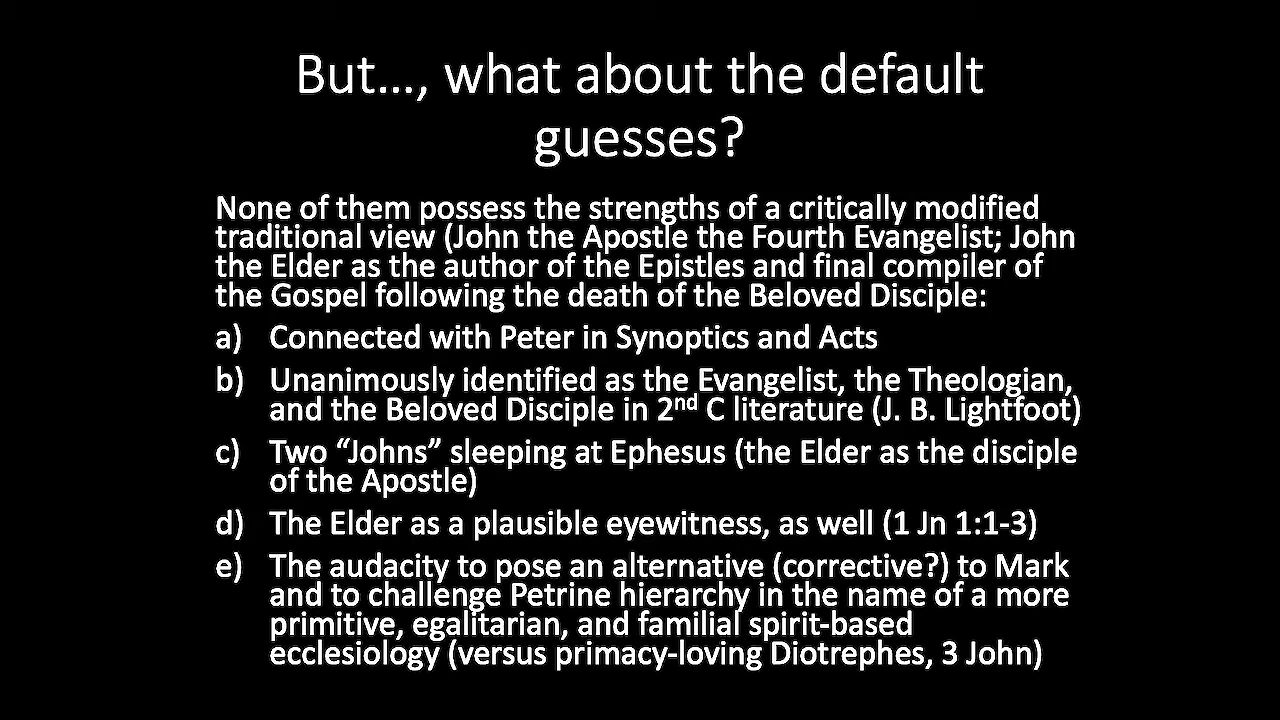 But…, what about the default
guesses?
None of them possess the strengths of a critically modified
traditional view (John the Apostle the Fourth Evangelist; John
the Elder as the author of the Epistles and final compiler of
the Gospel following the death of the Beloved Disciple:
a) Connected with Peter in Synoptics and Acts
b) Unanimously identified as the Evangelist, the Theologian,
and the Beloved Disciple in 2nd C literature (J. B. Lightfoot)
c) Two “Johns” sleeping at Ephesus (the Elder as the disciple
of the Apostle)
d) The Elder as a plausible eyewitness, as well (1 Jn 1:1-3)
e) The audacity to pose an alternative (corrective?) to Mark
and to challenge Petrine hierarchy in the name of a more
primitive, egalitarian, and familial spirit-based
ecclesiology (versus primacy-loving Diotrephes, 3 John)